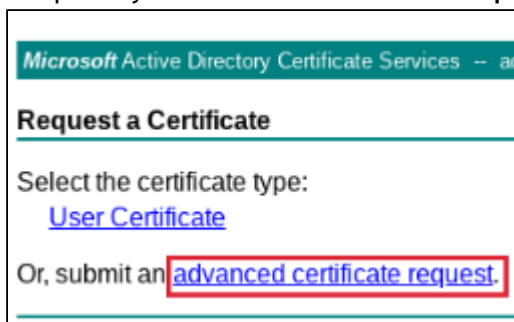 Microsoft Active Directory Certificate Services --
Request a Certificate
Select the certificate type:
User Certificate
Or, submit an advanced certificate request.